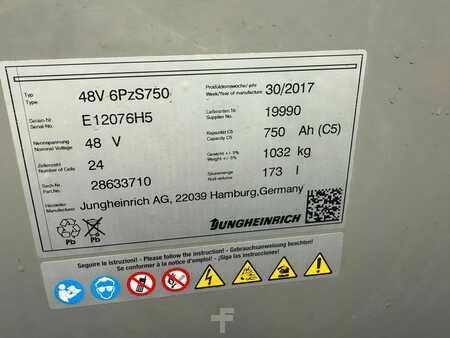 Typ
Type
48V 6PzS750
Produktionswoche/-jahr
Week/Year of manufacture
30/2017
Serien-Nr.
Serial No.
E12076H5
Lieferanten-Nr.
Supplier No.
19990
Nennspannung
Nominal Voltage
48 V
Kapazität C5
Capacity C5
750 Ah (C5)
Zellenzahl
Number of Cells
24
Gewicht +/- 5%
Weight +/- 5%
1032 kg
Sach-Nr.
Part.No.
28633710
Säuremenge
Roll volumen
173 l
Hersteller
Manufacturer
Jungheinrich AG, 22039 Hamburg,Germany
Pb Pb
JUNGHEINRICH
Seguire le istruzioni! - Please follow the instruction! - Gebrauchsanweisung beachten!
Se conformer à la notice d'emploi! - ¡Siga las instrucciones!